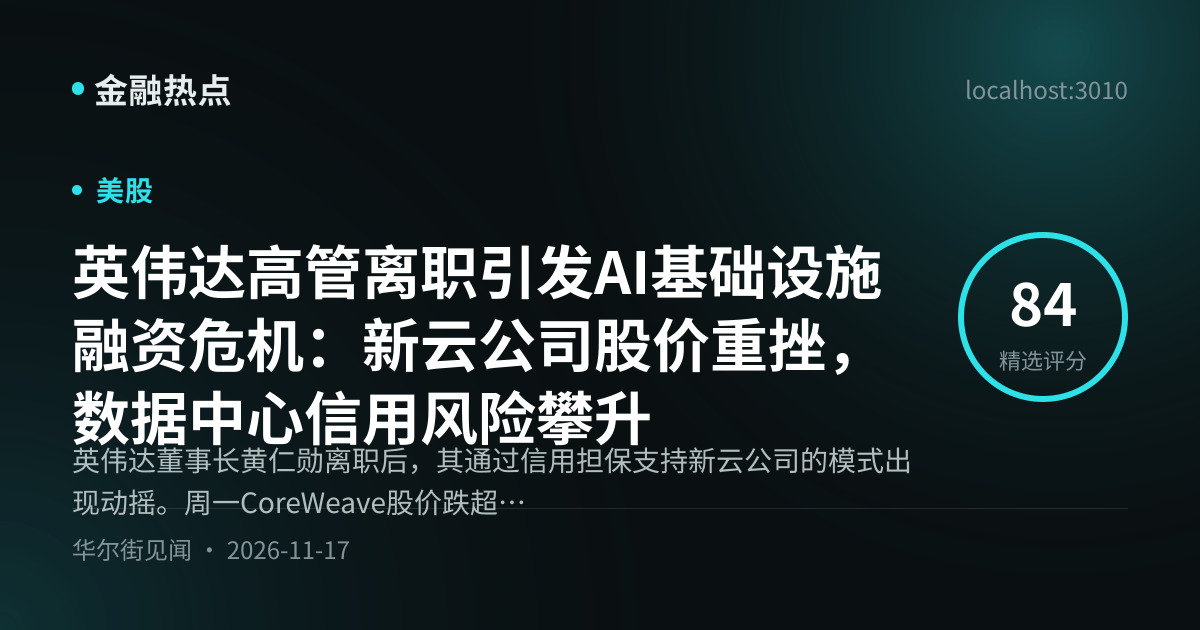 金融热点
localhost:3010
美股
英伟达高管离职引发AI基础设施
融资危机：新云公司股价重挫，
数据中心信用风险攀升
84
精选评分
英伟达董事长黄仁勋离职后，其通过信用担保支持新云公司的模式出
现动摇。周一CoreWeave股价跌超…
华尔街见闻 · 2026-11-17